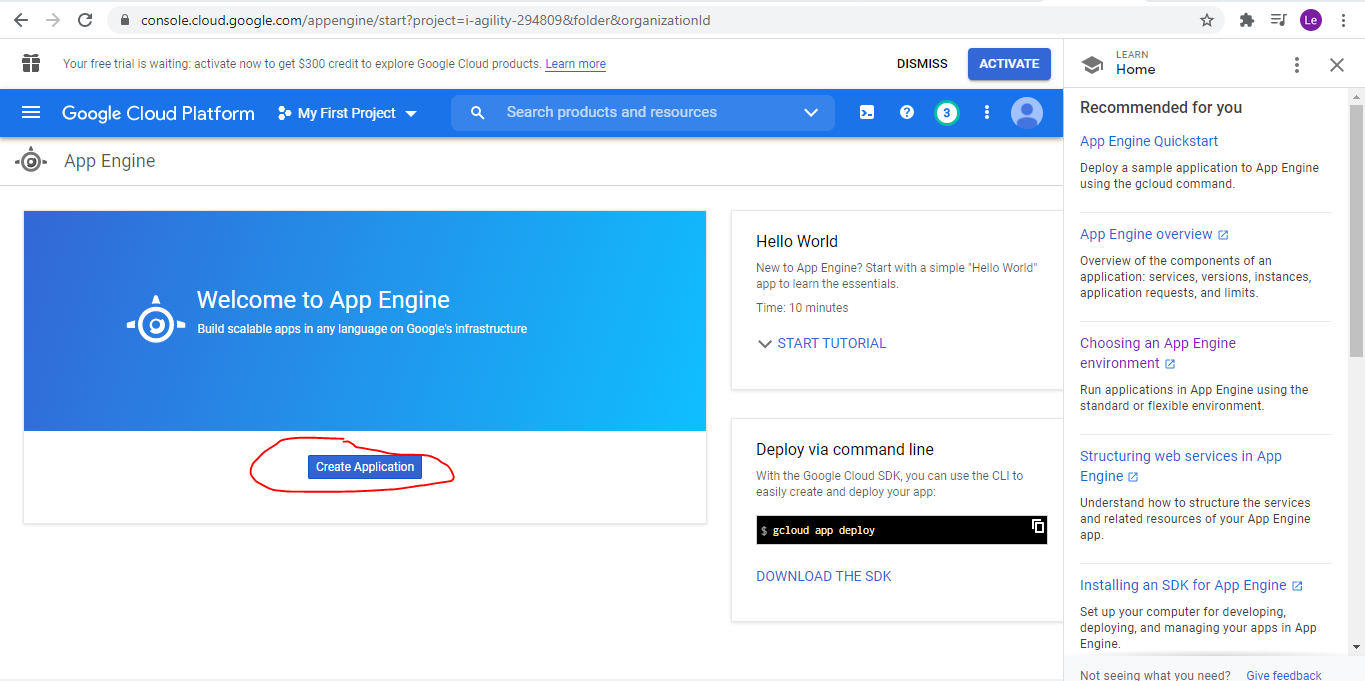 console.cloud.google.com/appengine/start?project=i-agility-294809&folder&organizationId
Le
Your free trial is waiting: activate now to get $300 credit to explore Google Cloud products. Learn more
DISMISS
ACTIVATE
Google Cloud Platform
My First Project
Search products and resources
?
3
App Engine
Welcome to App Engine
Build scalable apps in any language on Google's infrastructure
Create Application
Hello World
New to App Engine? Start with a simple "Hello World"
app to learn the essentials.
Time: 10 minutes
START TUTORIAL
Deploy via command line
With the Google Cloud SDK, you can use the CLI to
easily create and deploy your app:
$ gcloud app deploy
DOWNLOAD THE SDK
LEARN
Home
Recommended for you
App Engine Quickstart
Deploy a sample application to App Engine
using the gcloud command.
App Engine overview
Overview of the components of an
application: services, versions, instances,
application requests, and limits.
Choosing an App Engine
environment
Run applications in App Engine using the
standard or flexible environment.
Structuring web services in App
Engine
Understand how to structure the services
and related resources of your App Engine
app.
Installing an SDK for App Engine
Set up your computer for developing,
deploying, and managing your apps in App
Engine.
Not seeing what you need? Give feedback